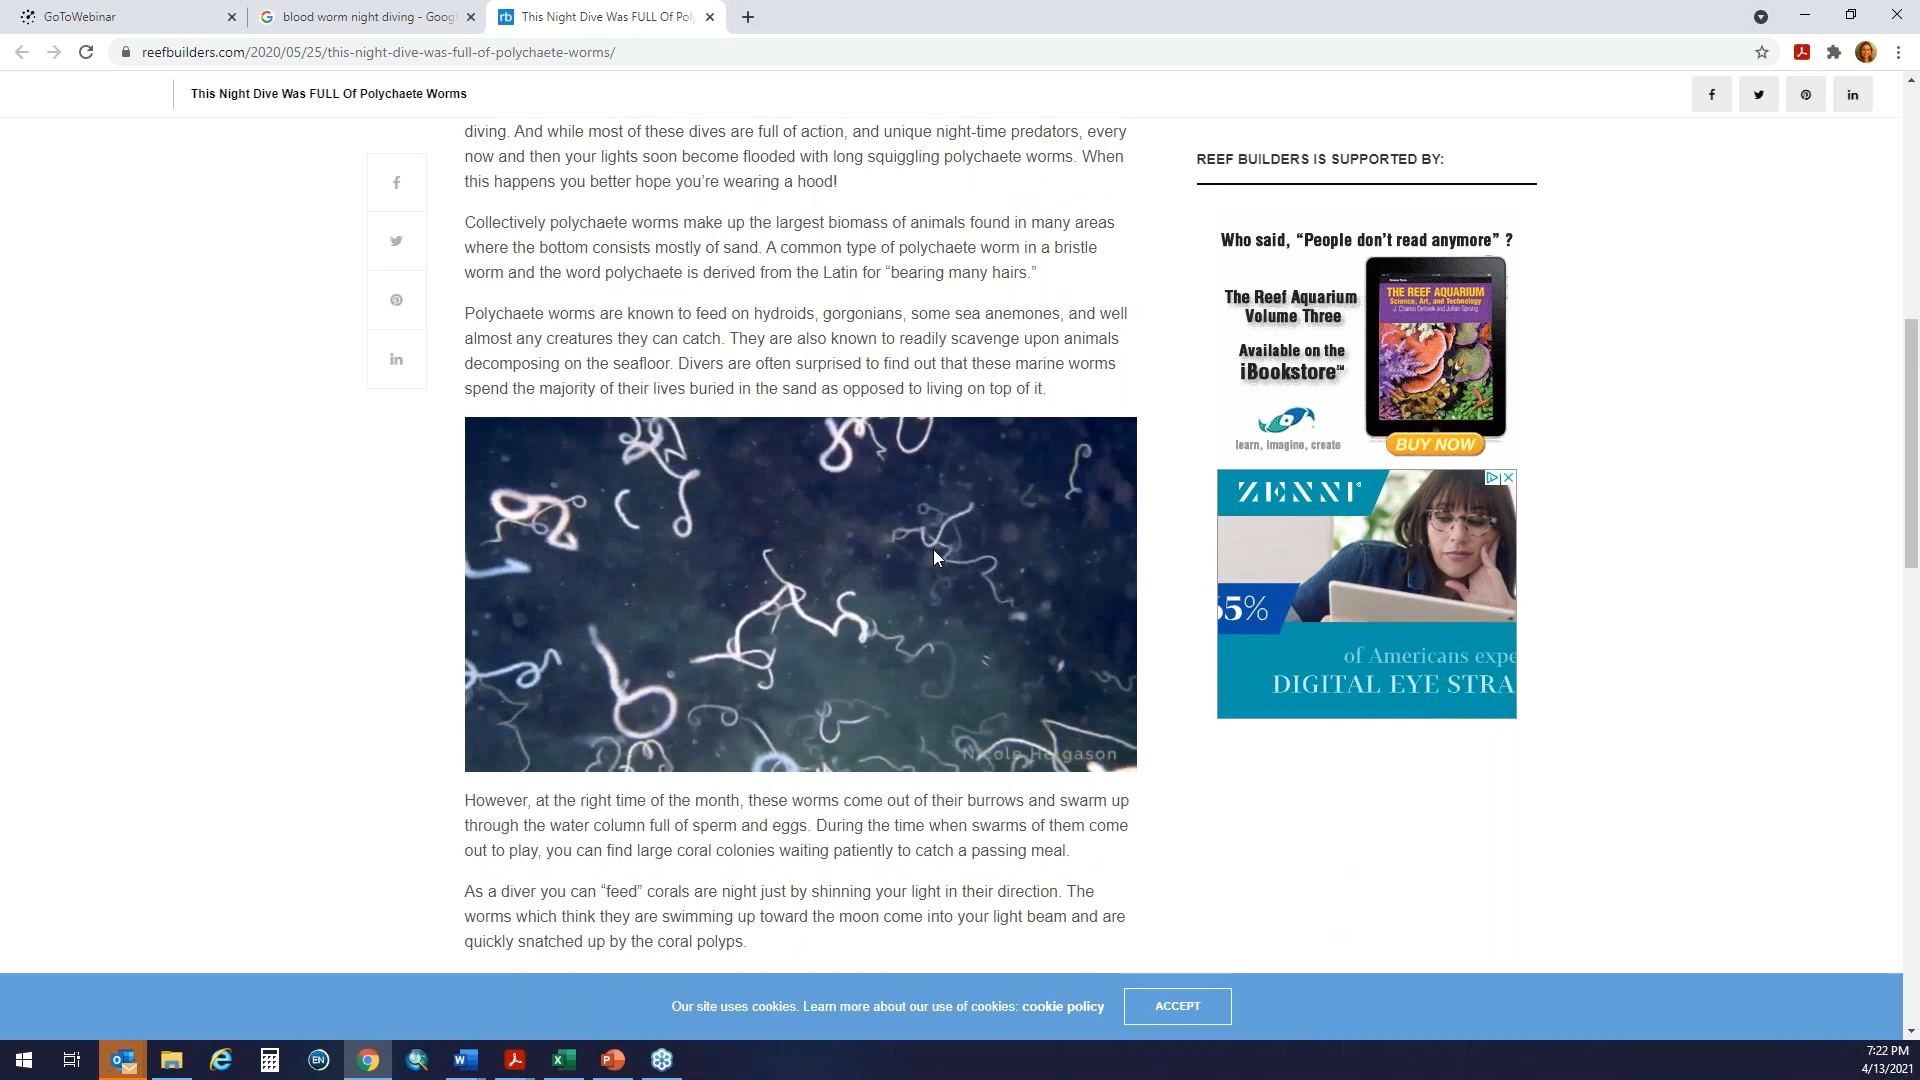 GoToWebinar
blood worm night diving - Goog
rb This Night Dive Was FULL Of Pol
reefbuilders.com/2020/05/25/this-night-dive-was-full-of-polychaete-worms/
This Night Dive Was FULL Of Polychaete Worms
diving. And while most of these dives are full of action, and unique night-time predators, every
now and then your lights soon become flooded with long squiggling polychaete worms. When
this happens you better hope you’re wearing a hood!
Collectively polychaete worms make up the largest biomass of animals found in many areas
where the bottom consists mostly of sand. A common type of polychaete worm in a bristle
worm and the word polychaete is derived from the Latin for “bearing many hairs.”
Polychaete worms are known to feed on hydroids, gorgonians, some sea anemones, and well
almost any creatures they can catch. They are also known to readily scavenge upon animals
decomposing on the seafloor. Divers are often surprised to find out that these marine worms
spend the majority of their lives buried in the sand as opposed to living on top of it.
Nicole Helgason
However, at the right time of the month, these worms come out of their burrows and swarm up
through the water column full of sperm and eggs. During the time when swarms of them come
out to play, you can find large coral colonies waiting patiently to catch a passing meal.
As a diver you can “feed” corals are night just by shinning your light in their direction. The
worms which think they are swimming up toward the moon come into your light beam and are
quickly snatched up by the coral polyps.
REEF BUILDERS IS SUPPORTED BY:
Who said, “People don’t read anymore” ?
The Reef Aquarium
Volume Three
Available on the
iBookstore℠
learn, imagine, create
THE REEF AQUARIUM
Science, Art, and Technology
J. Charles Delbeek and Julian Sprung
BUY NOW
ZENNI
55%
of Americans expe
DIGITAL EYE STRA
Our site uses cookies. Learn more about our use of cookies: cookie policy
ACCEPT
EN
7:22 PM
4/13/2021